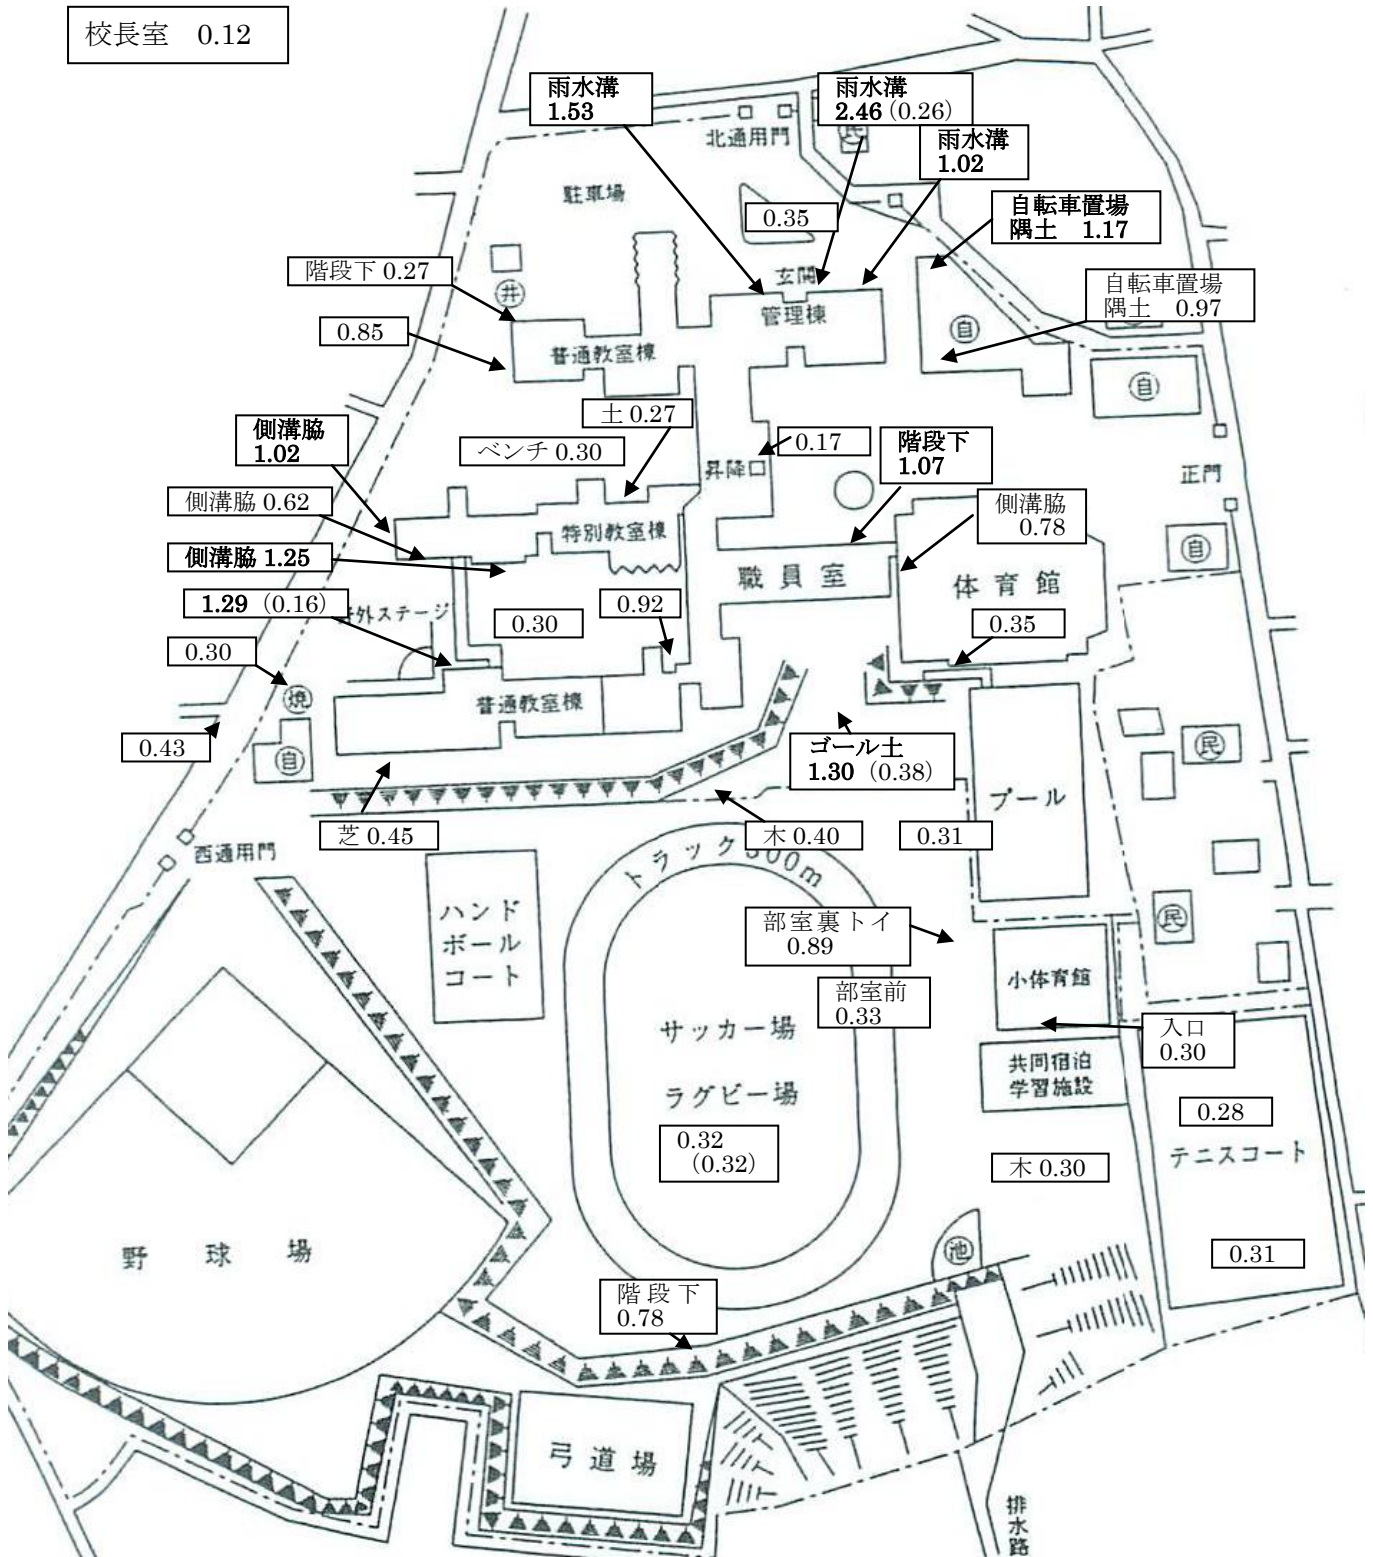 校長室 0.12
雨水溝
1.53
雨水溝
2.46 (0.26)
民
北通用門
雨水溝
1.02
駐車場
0.35
自転車置場
隅土 1.17
階段下 0.27
井
玄関
管理棟
自転車置場
隅土 0.97
自
0.85
普通教室棟
自
土 0.27
側溝脇
1.02
ベンチ 0.30
昇降口
0.17
階段下
1.07
正門
側溝脇 0.62
特別教室棟
側溝脇
0.78
自
側溝脇 1.25
職員室
体育館
1.29 (0.16)
外ステージ
0.30
0.92
0.35
0.30
焼
普通教室棟
0.43
自
ゴール土
1.30 (0.38)
民
プール
芝 0.45
木 0.40
0.31
西通用門
トラック300m
ハンド
ボール
コート
部室裏トイ
0.89
民
小体育館
部室前
0.33
サッカー場
入口
0.30
共同宿泊
学習施設
ラグビー場
0.28
0.32
(0.32)
テニスコート
木 0.30
野球場
池
0.31
階段下
0.78
弓道場
排水路